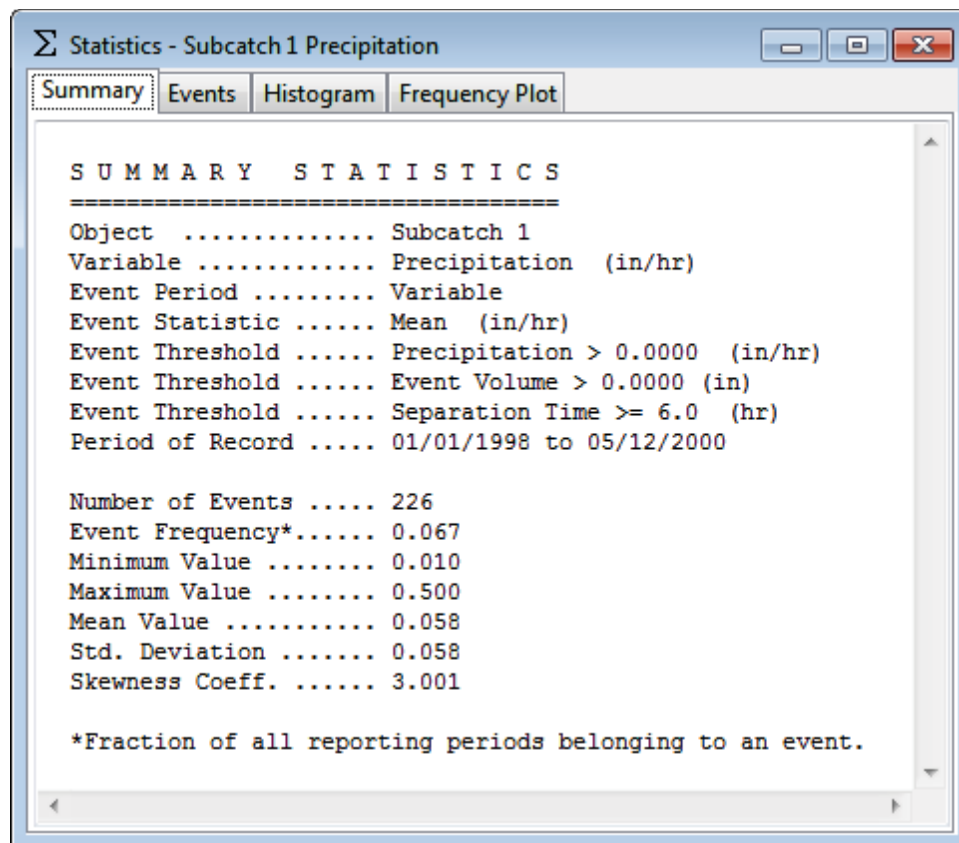 Σ Statistics - Subcatch 1 Precipitation
Summary Events Histogram Frequency Plot
S U M M A R Y   S T A T I S T I C S
===================================
Object .............. Subcatch 1
Variable ............. Precipitation (in/hr)
Event Period ......... Variable
Event Statistic ...... Mean (in/hr)
Event Threshold ...... Precipitation > 0.0000 (in/hr)
Event Threshold ...... Event Volume > 0.0000 (in)
Event Threshold ...... Separation Time >= 6.0 (hr)
Period of Record ..... 01/01/1998 to 05/12/2000
Number of Events ..... 226
Event Frequency*...... 0.067
Minimum Value ........ 0.010
Maximum Value ........ 0.500
Mean Value ........... 0.058
Std. Deviation ....... 0.058
Skewness Coeff. ...... 3.001
*Fraction of all reporting periods belonging to an event.